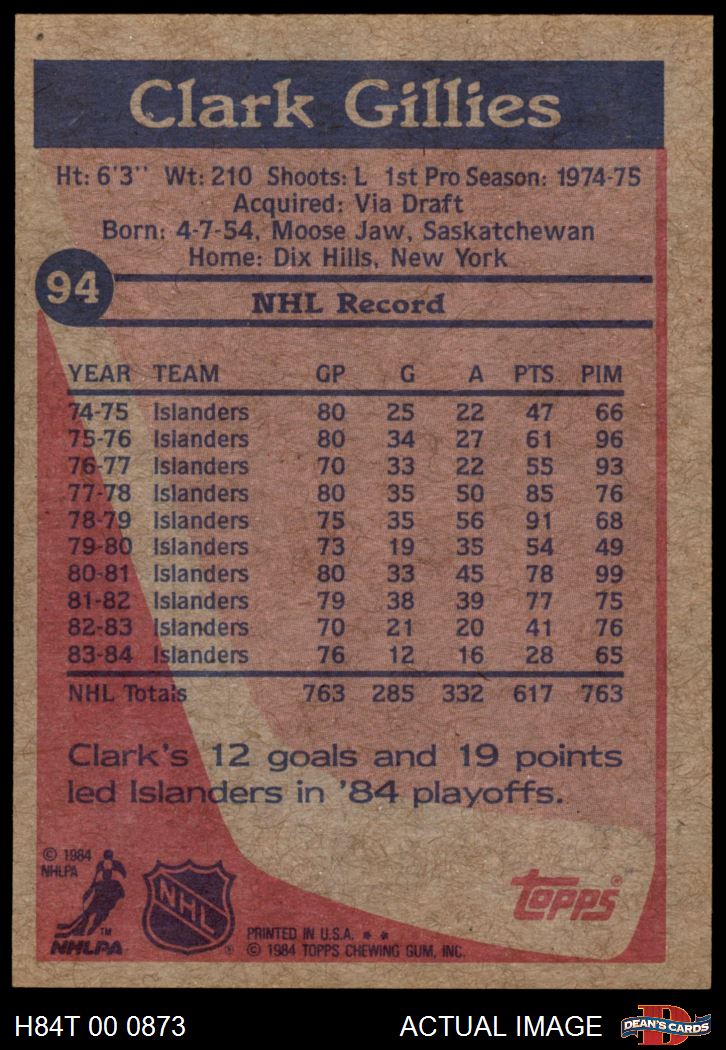 Clark Gillies
Ht: 6'3" Wt: 210 Shoots: L 1st Pro Season: 1974-75
Acquired: Via Draft
Born: 4-7-54, Moose Jaw, Saskatchewan
Home: Dix Hills, New York
94
NHL Record
YEAR TEAM GP G A PTS PIM
74-75 Islanders 80 25 22 47 66
75-76 Islanders 80 34 27 61 96
76-77 Islanders 70 33 22 55 93
77-78 Islanders 80 35 50 85 76
78-79 Islanders 75 35 56 91 68
79-80 Islanders 73 19 35 54 49
80-81 Islanders 80 33 45 78 99
81-82 Islanders 79 38 39 77 75
82-83 Islanders 70 21 20 41 76
83-84 Islanders 76 12 16 28 65
NHL Totals 763 285 332 617 763
Clark's 12 goals and 19 points
led Islanders in '84 playoffs.
© 1984
NHLPA
TM
NHLPA
NHL
®
PRINTED IN U.S.A. * *
© 1984 TOPPS CHEWING GUM, INC.
topps®
H84T 00 0873
ACTUAL IMAGE
D
DEAN'S CARDS